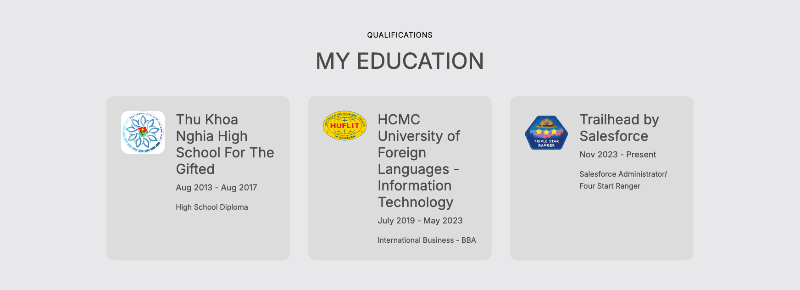 QUALIFICATIONS
MY EDUCATION
Thu Khoa
Nghia High
School For The
Gifted
Aug 2013 - Aug 2017
High School Diploma
HUFLIT
HCMC
University of
Foreign
Languages -
Information
Technology
July 2019 - May 2023
International Business - BBA
TRIPLE STAR
RANGER
Trailhead by
Salesforce
Nov 2023 - Present
Salesforce Administrator/
Four Start Ranger